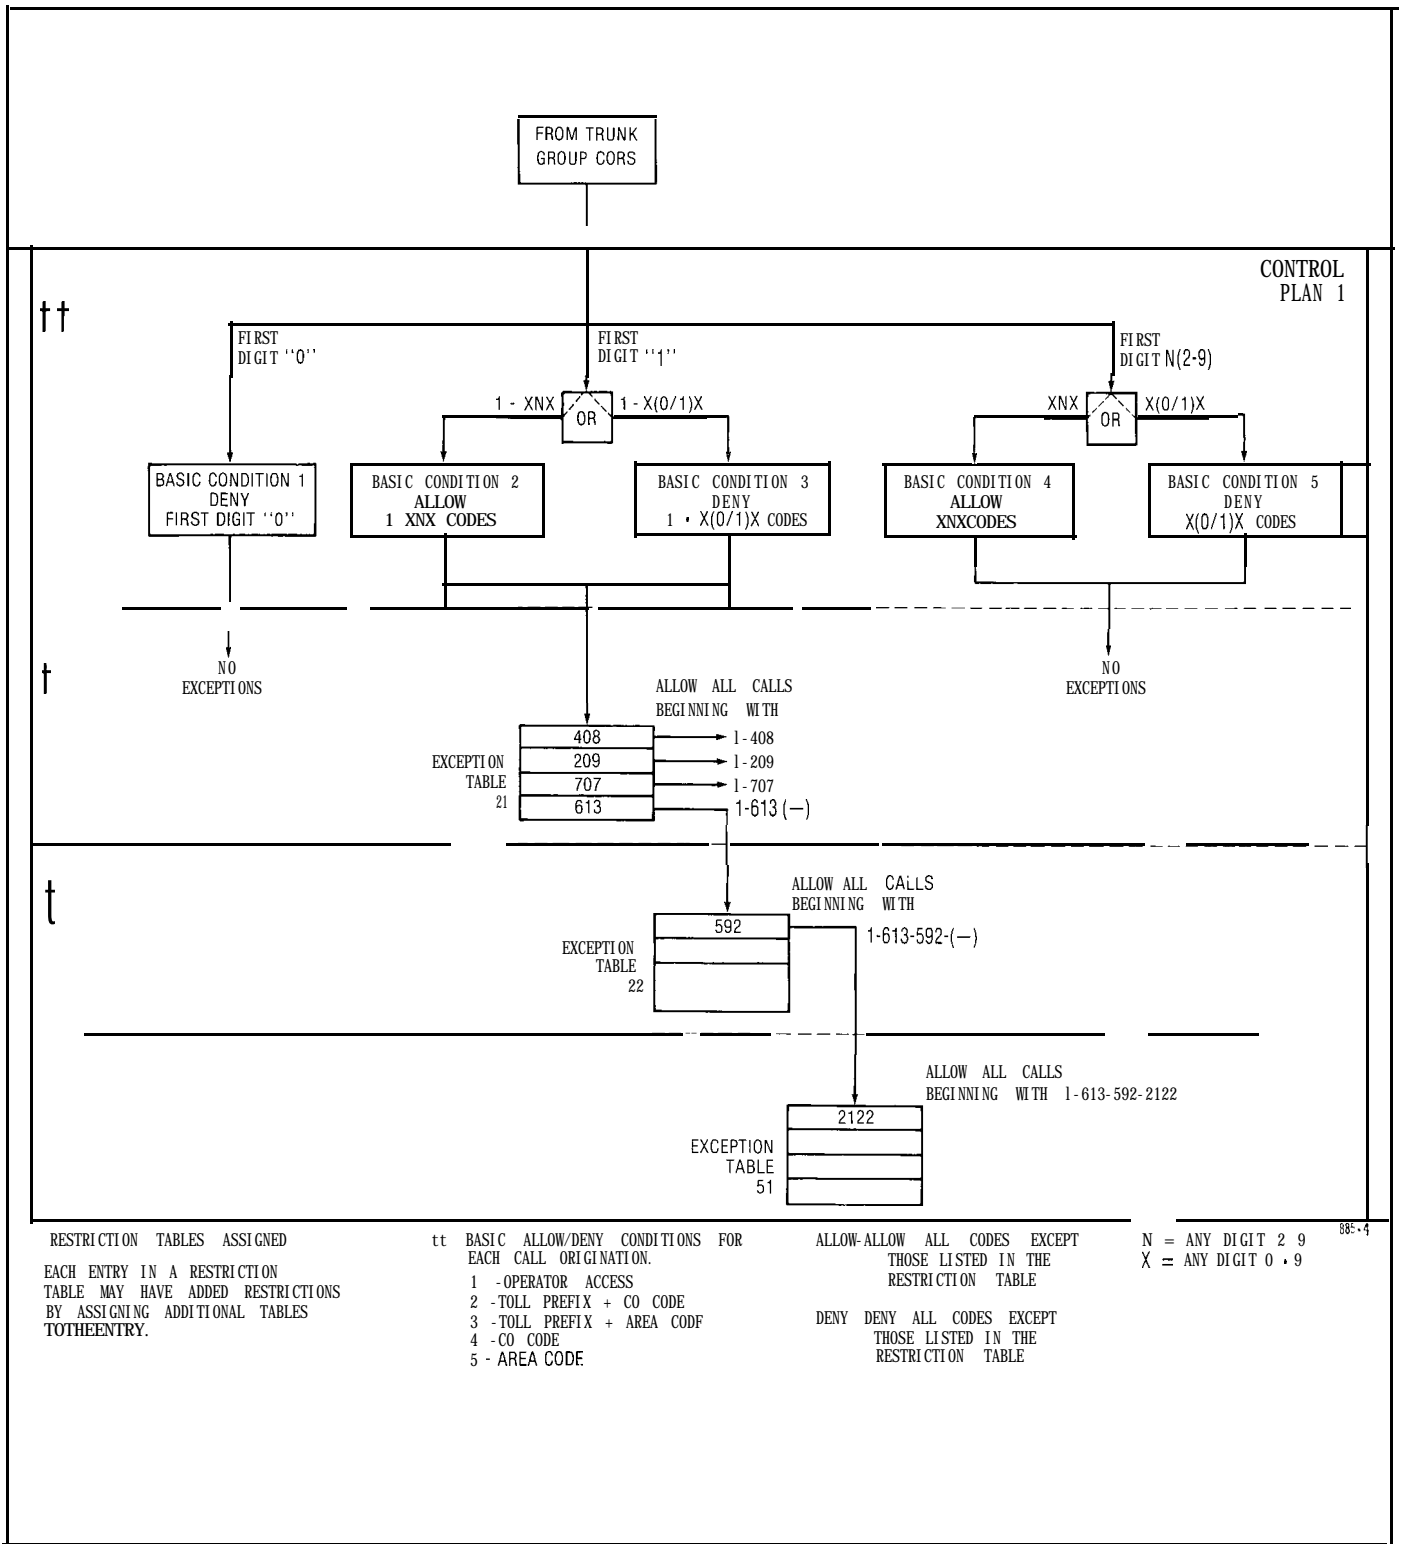 FROM TRUNK
GROUP CORS
CONTROL
PLAN 1
††
FIRST
DIGIT "0"
FIRST
DIGIT "1"
FIRST
DIGIT N(2-9)
1 - XNX
OR
1 - X(0/1)X
XNX
OR
X(0/1)X
BASIC CONDITION 1
DENY
FIRST DIGIT "0"
BASIC CONDITION 2
ALLOW
1 XNX CODES
BASIC CONDITION 3
DENY
1 • X(0/1)X CODES
BASIC CONDITION 4
ALLOW
XNXCODES
BASIC CONDITION 5
DENY
X(0/1)X CODES
†
NO
EXCEPTIONS
NO
EXCEPTIONS
ALLOW ALL CALLS
BEGINNING WITH
EXCEPTION
TABLE
21
408
209
707
613
1-408
1-209
1-707
1-613 (—)
t
ALLOW ALL CALLS
BEGINNING WITH
1-613-592-(—)
592
EXCEPTION
TABLE
22
ALLOW ALL CALLS
BEGINNING WITH 1-613-592-2122
2122
EXCEPTION
TABLE
51
885-4
RESTRICTION TABLES ASSIGNED
EACH ENTRY IN A RESTRICTION
TABLE MAY HAVE ADDED RESTRICTIONS
BY ASSIGNING ADDITIONAL TABLES
TOTHEENTRY.
tt BASIC ALLOW/DENY CONDITIONS FOR
EACH CALL ORIGINATION.
1 -OPERATOR ACCESS
2 -TOLL PREFIX + CO CODE
3 -TOLL PREFIX + AREA CODF
4 -CO CODE
5 - AREA CODE
ALLOW-ALLOW ALL CODES EXCEPT
THOSE LISTED IN THE
RESTRICTION TABLE
DENY DENY ALL CODES EXCEPT
THOSE LISTED IN THE
RESTRICTION TABLE
N = ANY DIGIT 2 9
X = ANY DIGIT 0 • 9